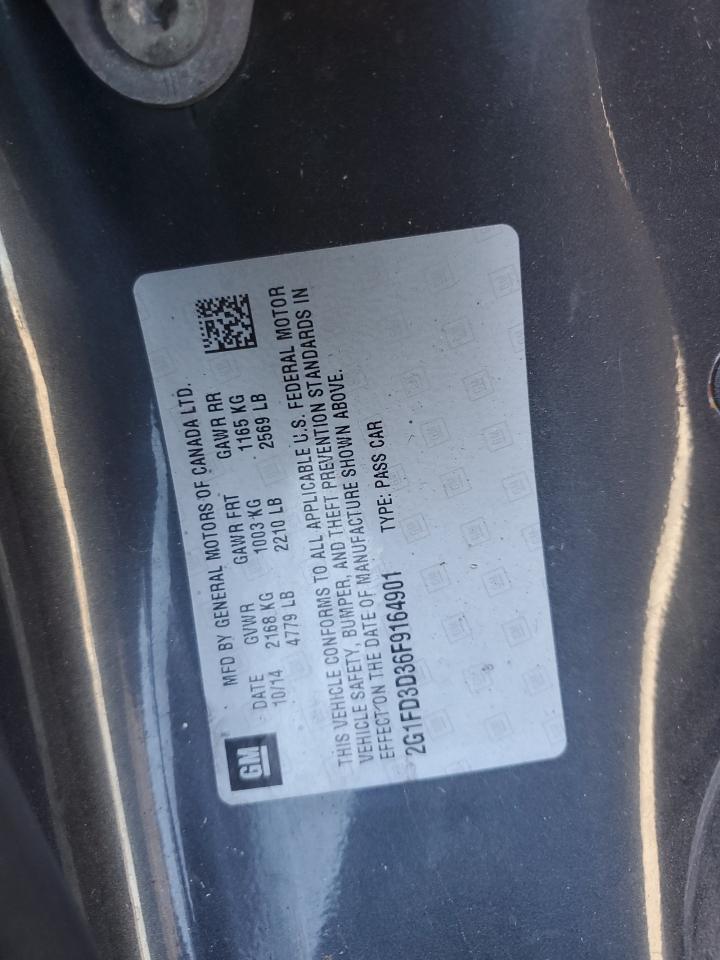 GM
MFD BY GENERAL MOTORS OF CANADA LTD.
DATE GVWR GAWR FRT GAWR RR
10/14 2168 KG 1003 KG 1165 KG
4779 LB 2210 LB 2569 LB
THIS VEHICLE CONFORMS TO ALL APPLICABLE U.S. FEDERAL MOTOR
VEHICLE SAFETY, BUMPER, AND THEFT PREVENTION STANDARDS IN
EFFECT ON THE DATE OF MANUFACTURE SHOWN ABOVE.
2G1FD3D36F9164901 TYPE: PASS CAR